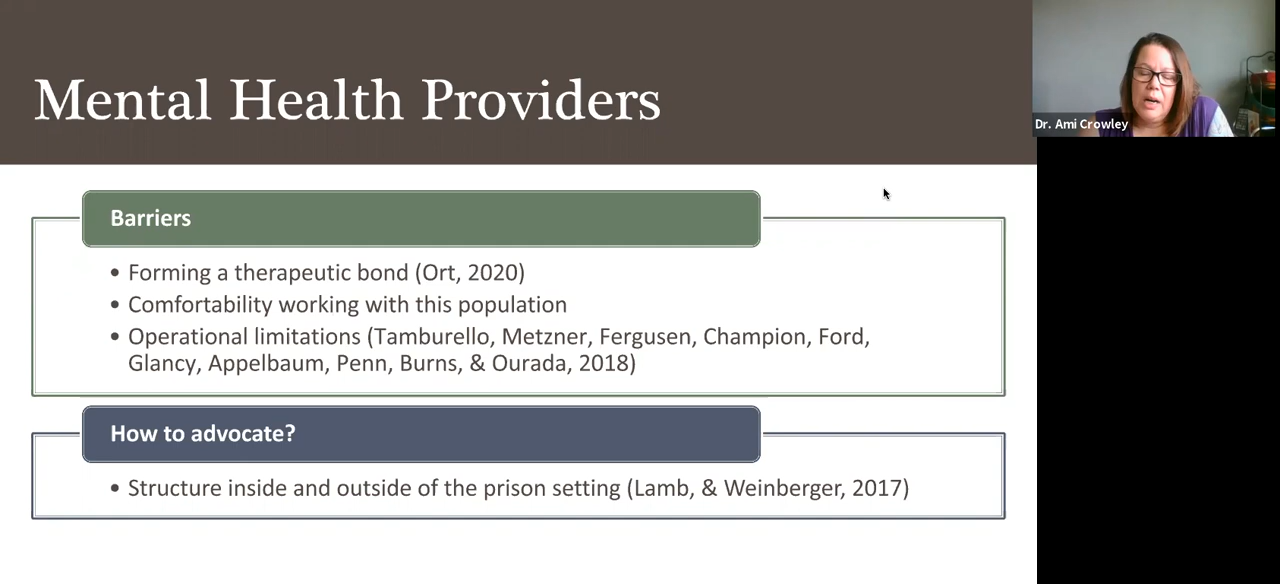 Mental Health Providers
Dr. Ami Crowley
Barriers
• Forming a therapeutic bond (Ort, 2020)
• Comfortability working with this population
• Operational limitations (Tamburello, Metzner, Fergusen, Champion, Ford,
Glancy, Appelbaum, Penn, Burns, & Ourada, 2018)
How to advocate?
• Structure inside and outside of the prison setting (Lamb, & Weinberger, 2017)